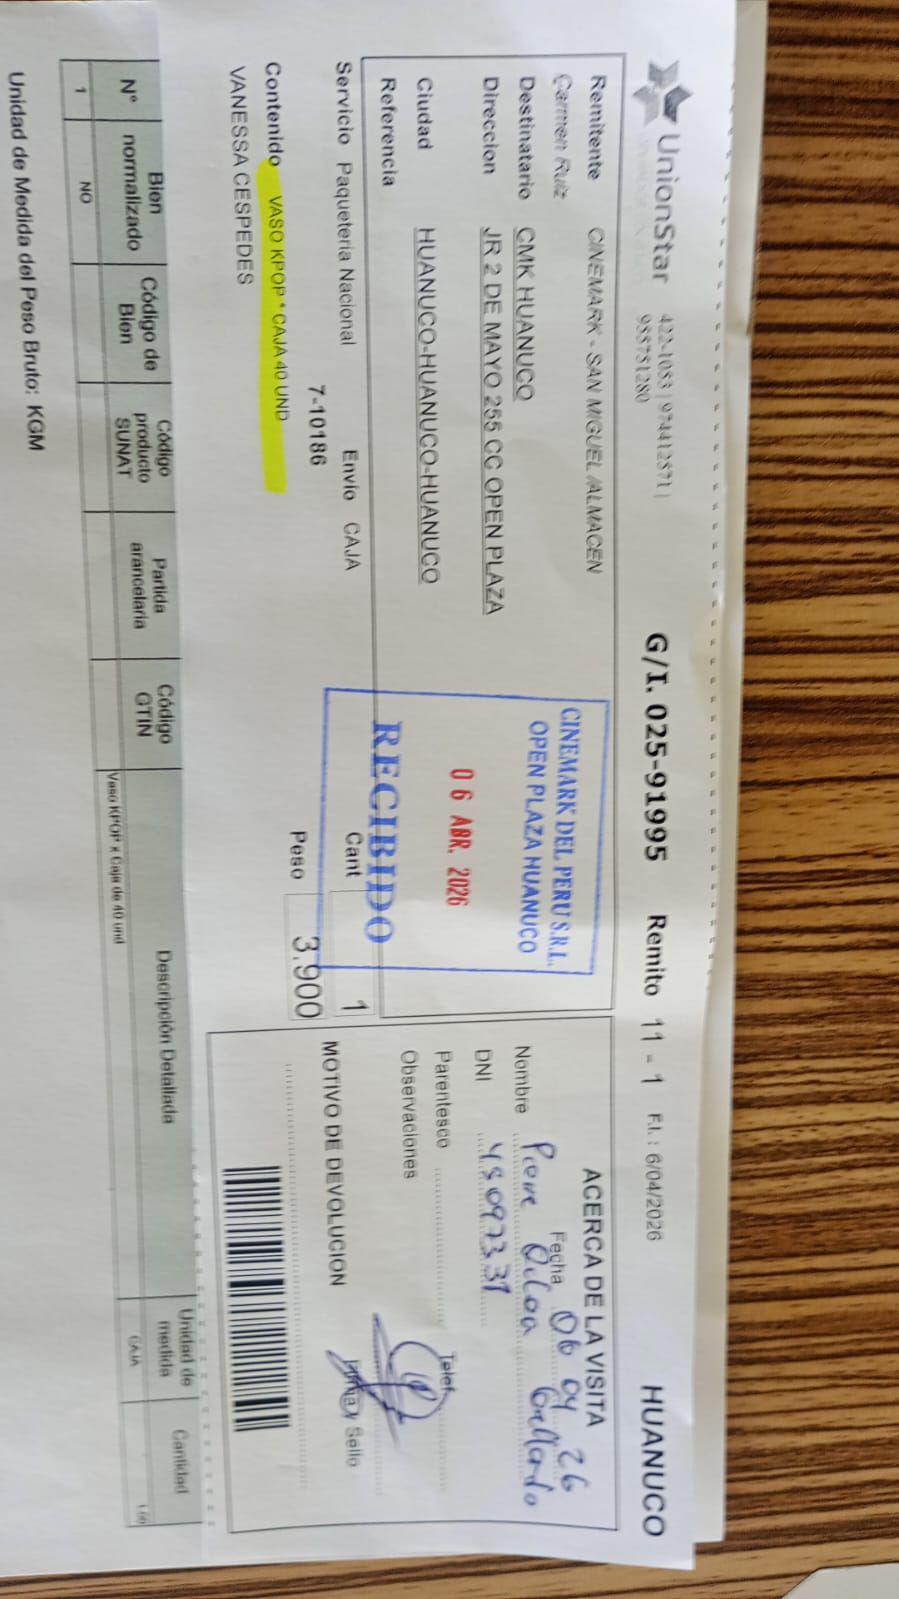 UnionStar
422-1053 | 974412571 |
955751280
G/I. 025-91995 Remito 11 - 1 F.I. : 6/04/2026 HUANUCO
Remitente CINEMARK - SAN MIGUEL /ALMACEN
Carmen Ruiz
Destinatario CMK HUANUCO
Direccion JR 2 DE MAYO 255 CC OPEN PLAZA
Ciudad HUANUCO-HUANUCO-HUANUCO
Referencia
CINEMARK DEL PERU S.R.L.
OPEN PLAZA HUANUCO
06 ABR. 2026
RECIBIDO
Servicio Paqueteria Nacional Envio CAJA Cant 1
7-10186 Peso 3.900
Contenido VASO KPOP * CAJA 40 UND
VANESSA CESPEDES
ACERCA DE LA VISITA
Fecha 06 04 26
Nombre Gallardo
DNI 45097331
Parentesco Telef.
Observaciones
Firma y Sello
MOTIVO DE DEVOLUCION
N° Bien normalizado Código de Bien Código producto SUNAT Partida arancelaria Código GTIN Descripción Detallada Unidad de medida Cantidad
1 NO Vaso KPOP x Caja de 40 und CAJA 1.00
Unidad de Medida del Peso Bruto: KGM